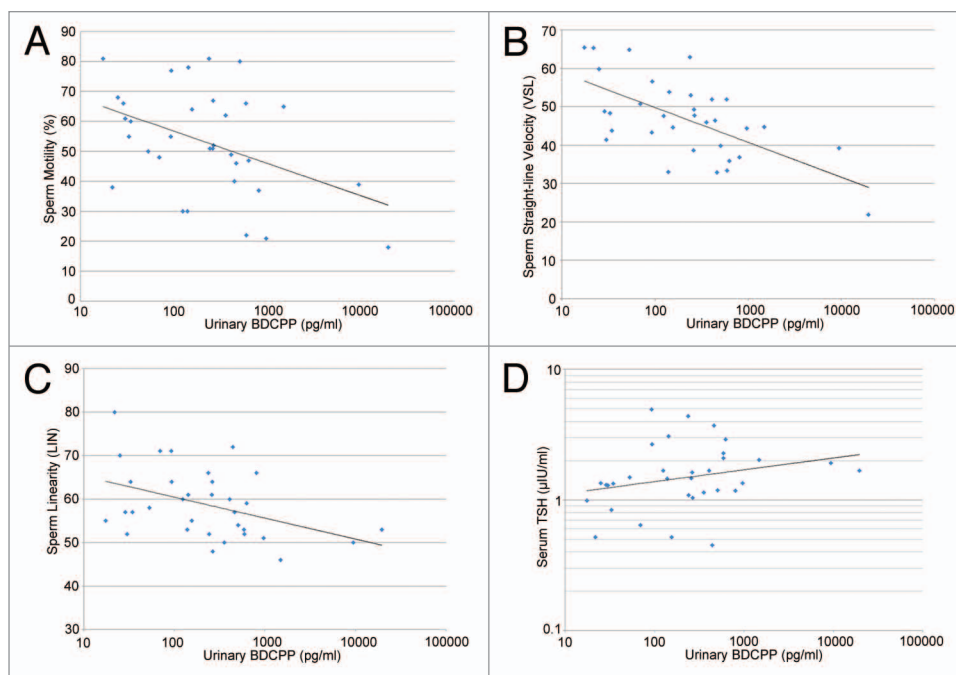 A
Sperm Motility (%)
90
80
70
60
50
40
30
20
10
0
10 100 1000 10000 100000
Urinary BDCPP (pg/ml)
B
Sperm Straight-line Velocity (VSL)
70
60
50
40
30
20
10
0
10 100 1000 10000 100000
Urinary BDCPP (pg/ml)
C
Sperm Linearity (LIN)
90
80
70
60
50
40
30
10 100 1000 10000 100000
Urinary BDCPP (pg/ml)
D
Serum TSH (µIU/ml)
10
1
0.1
10 100 1000 10000 100000
Urinary BDCPP (pg/ml)